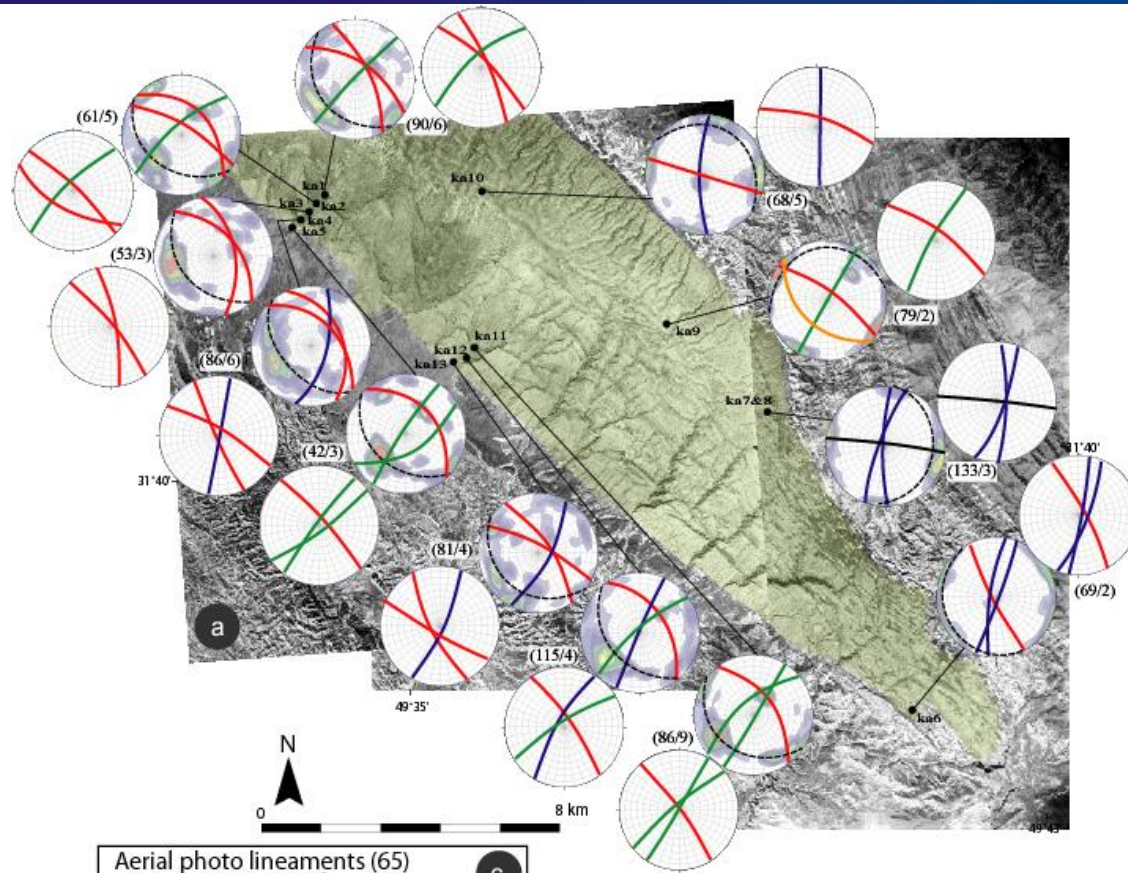 (61/5)
(90/6)
ka10
(68/5)
ka1
ka3
ka2
ka4
ka5
(53/3)
(79/2)
ka9
ka11
ka12
ka13
(86/6)
ka7&8
(42/3)
(133/3)
31°40'
31°40'
(81/4)
(69/2)
a
(115/4)
49°35'
ka6
(86/9)
N
0
8 km
49°43'
Aerial photo lineaments (65)
c